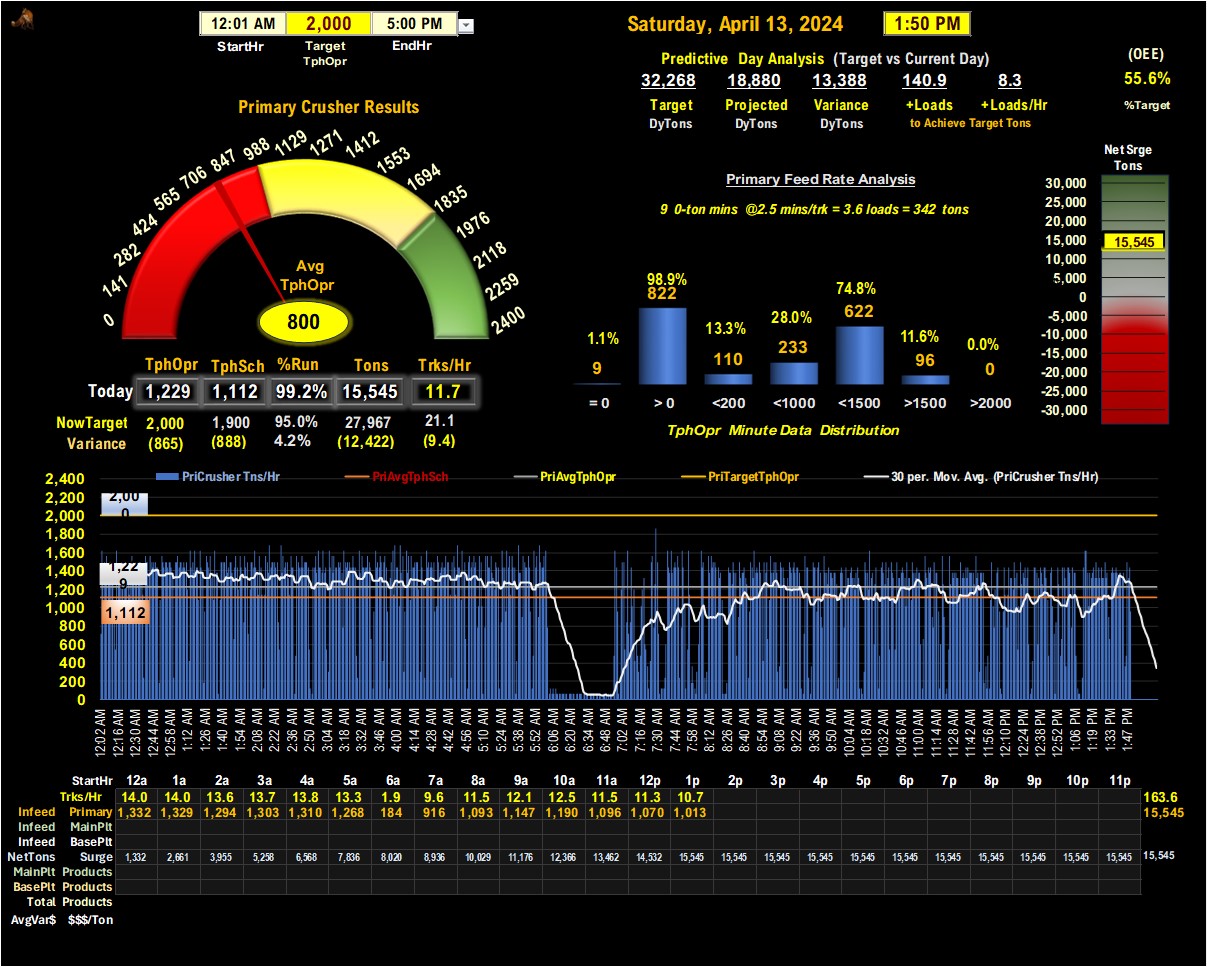 12:01 AM 2,000 5:00 PM
StartHr Target EndHr
TphOpr
Saturday, April 13, 2024 1:50 PM
Predictive Day Analysis (Target vs Current Day)
32,268 18,880 13,388 140.9 8.3
Target Projected Variance +Loads +Loads/Hr
DyTons DyTons DyTons to Achieve Target Tons
(OEE)
55.6%
%Target
Primary Crusher Results
0 141 282 424 565 706 847 988 1129 1271 1412 1553 1694 1835 1976 2118 2259 2400
Avg
TphOpr
800
TphOpr TphSch %Run Tons Trks/Hr
Today 1,229 1,112 99.2% 15,545 11.7
NowTarget 2,000 1,900 95.0% 27,967 21.1
Variance (865) (888) 4.2% (12,422) (9.4)
Primary Feed Rate Analysis
9 0-ton mins @2.5 mins/trk = 3.6 loads = 342 tons
1.1% 98.9% 13.3% 28.0% 74.8% 11.6% 0.0%
9 822 110 233 622 96 0
= 0 > 0 <200 <1000 <1500 >1500 >2000
TphOpr Minute Data Distribution
Net Srge
Tons
30,000
25,000
20,000
15,000
10,000
5,000
0
-5,000
-10,000
-15,000
-20,000
-25,000
-30,000
15,545
PriCrusher Tns/Hr PriAvgTphSch PriAvgTphOpr PriTargetTphOpr 30 per. Mov. Avg. (PriCrusher Tns/Hr)
2,400
2,200
2,000
1,800
1,600
1,400
1,200
1,000
800
600
400
200
0
2,00
0
1,22
9
1,112
12:02 AM 12:16 AM 12:30 AM 12:44 AM 12:58 AM 1:12 AM 1:26 AM 1:40 AM 1:54 AM 2:08 AM 2:22 AM 2:36 AM 2:50 AM 3:04 AM 3:18 AM 3:32 AM 3:46 AM 4:00 AM 4:14 AM 4:28 AM 4:42 AM 4:56 AM 5:10 AM 5:24 AM 5:38 AM 5:52 AM 6:06 AM 6:20 AM 6:34 AM 6:48 AM 7:02 AM 7:16 AM 7:30 AM 7:44 AM 7:58 AM 8:12 AM 8:26 AM 8:40 AM 8:54 AM 9:08 AM 9:22 AM 9:36 AM 9:50 AM 10:04 AM 10:18 AM 10:32 AM 10:46 AM 11:00 AM 11:14 AM 11:28 AM 11:42 AM 11:56 AM 12:10 PM 12:24 PM 12:38 PM 12:52 PM 1:06 PM 1:19 PM 1:33 PM 1:47 PM
StartHr 12a 1a 2a 3a 4a 5a 6a 7a 8a 9a 10a 11a 12p 1p 2p 3p 4p 5p 6p 7p 8p 9p 10p 11p
Trks/Hr 14.0 14.0 13.6 13.7 13.8 13.3 1.9 9.6 11.5 12.1 12.5 11.5 11.3 10.7 163.6
Infeed Primary 1,332 1,329 1,294 1,303 1,310 1,268 184 916 1,093 1,147 1,190 1,096 1,070 1,013 15,545
Infeed MainPlt
Infeed BasePlt
NetTons Surge 1,332 2,661 3,955 5,258 6,568 7,836 8,020 8,936 10,029 11,176 12,366 13,462 14,532 15,545 15,545 15,545 15,545 15,545 15,545 15,545 15,545 15,545 15,545 15,545 15,545
MainPlt Products
BasePlt Products
Total Products
AvgVar$ $$$/Ton